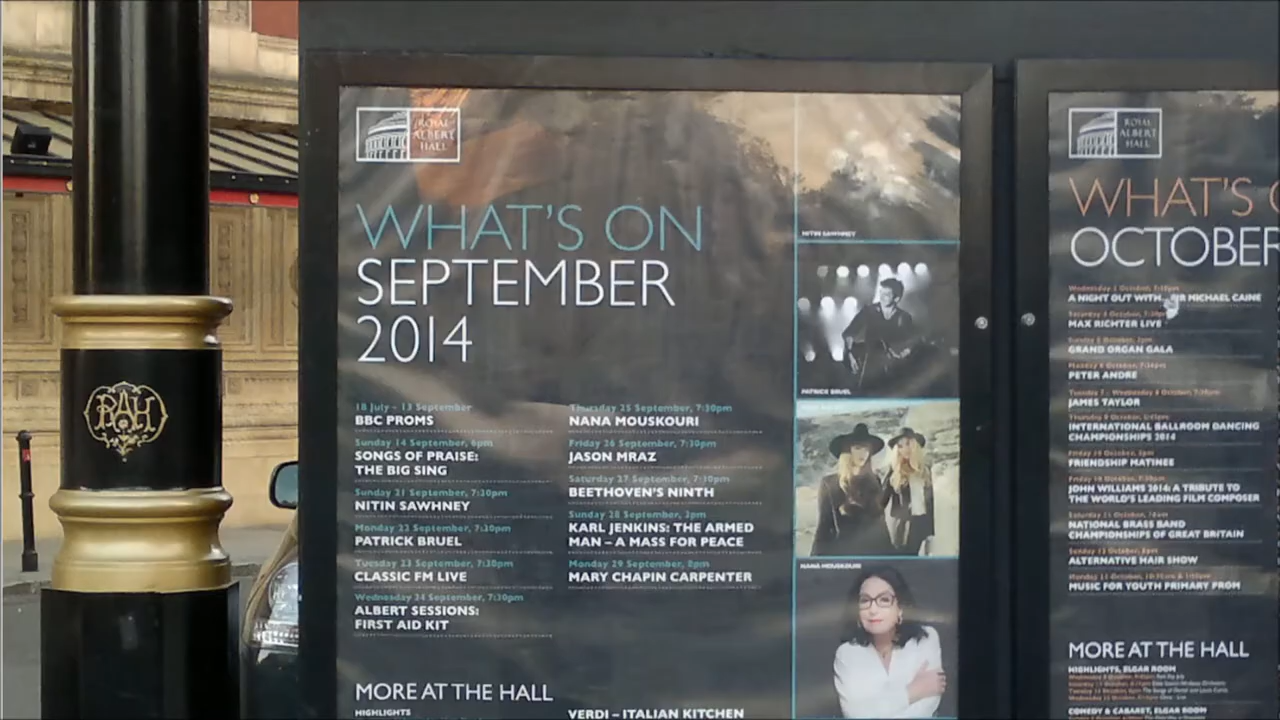 RAH
ROYAL
ALBERT
HALL
WHAT'S ON
SEPTEMBER
2014
18 July – 13 September
BBC PROMS
Sunday 14 September, 6pm
SONGS OF PRAISE:
THE BIG SING
Sunday 21 September, 7:30pm
NITIN SAWHNEY
Monday 22 September, 7:30pm
PATRICK BRUEL
Tuesday 23 September, 7:30pm
CLASSIC FM LIVE
Wednesday 24 September, 7:30pm
ALBERT SESSIONS:
FIRST AID KIT
Thursday 25 September, 7:30pm
NANA MOUSKOURI
Friday 26 September, 7:30pm
JASON MRAZ
Saturday 27 September, 7:30pm
BEETHOVEN'S NINTH
Sunday 28 September, 3pm
KARL JENKINS: THE ARMED
MAN – A MASS FOR PEACE
Monday 29 September, 8pm
MARY CHAPIN CARPENTER
MORE AT THE HALL
HIGHLIGHTS
VERDI – ITALIAN KITCHEN
NITIN SAWHNEY
PATRICK BRUEL
NANA MOUSKOURI
ROYAL
ALBERT
HALL
WHAT'S
OCTOBER
A NIGHT OUT WITH... SIR MICHAEL CAINE
MAX RICHTER LIVE
GRAND ORGAN GALA
PETER ANDRE
JAMES TAYLOR
INTERNATIONAL BALLROOM DANCING
CHAMPIONSHIPS 2014
FRIENDSHIP MATINEE
JOHN WILLIAMS 2014: A TRIBUTE TO
THE WORLD'S LEADING FILM COMPOSER
NATIONAL BRASS BAND
CHAMPIONSHIPS OF GREAT BRITAIN
ALTERNATIVE HAIR SHOW
MUSIC FOR YOUTH PRIMARY PROM
MORE AT THE HALL
HIGHLIGHTS, ELGAR ROOM
COMEDY & CABARET, ELGAR ROOM